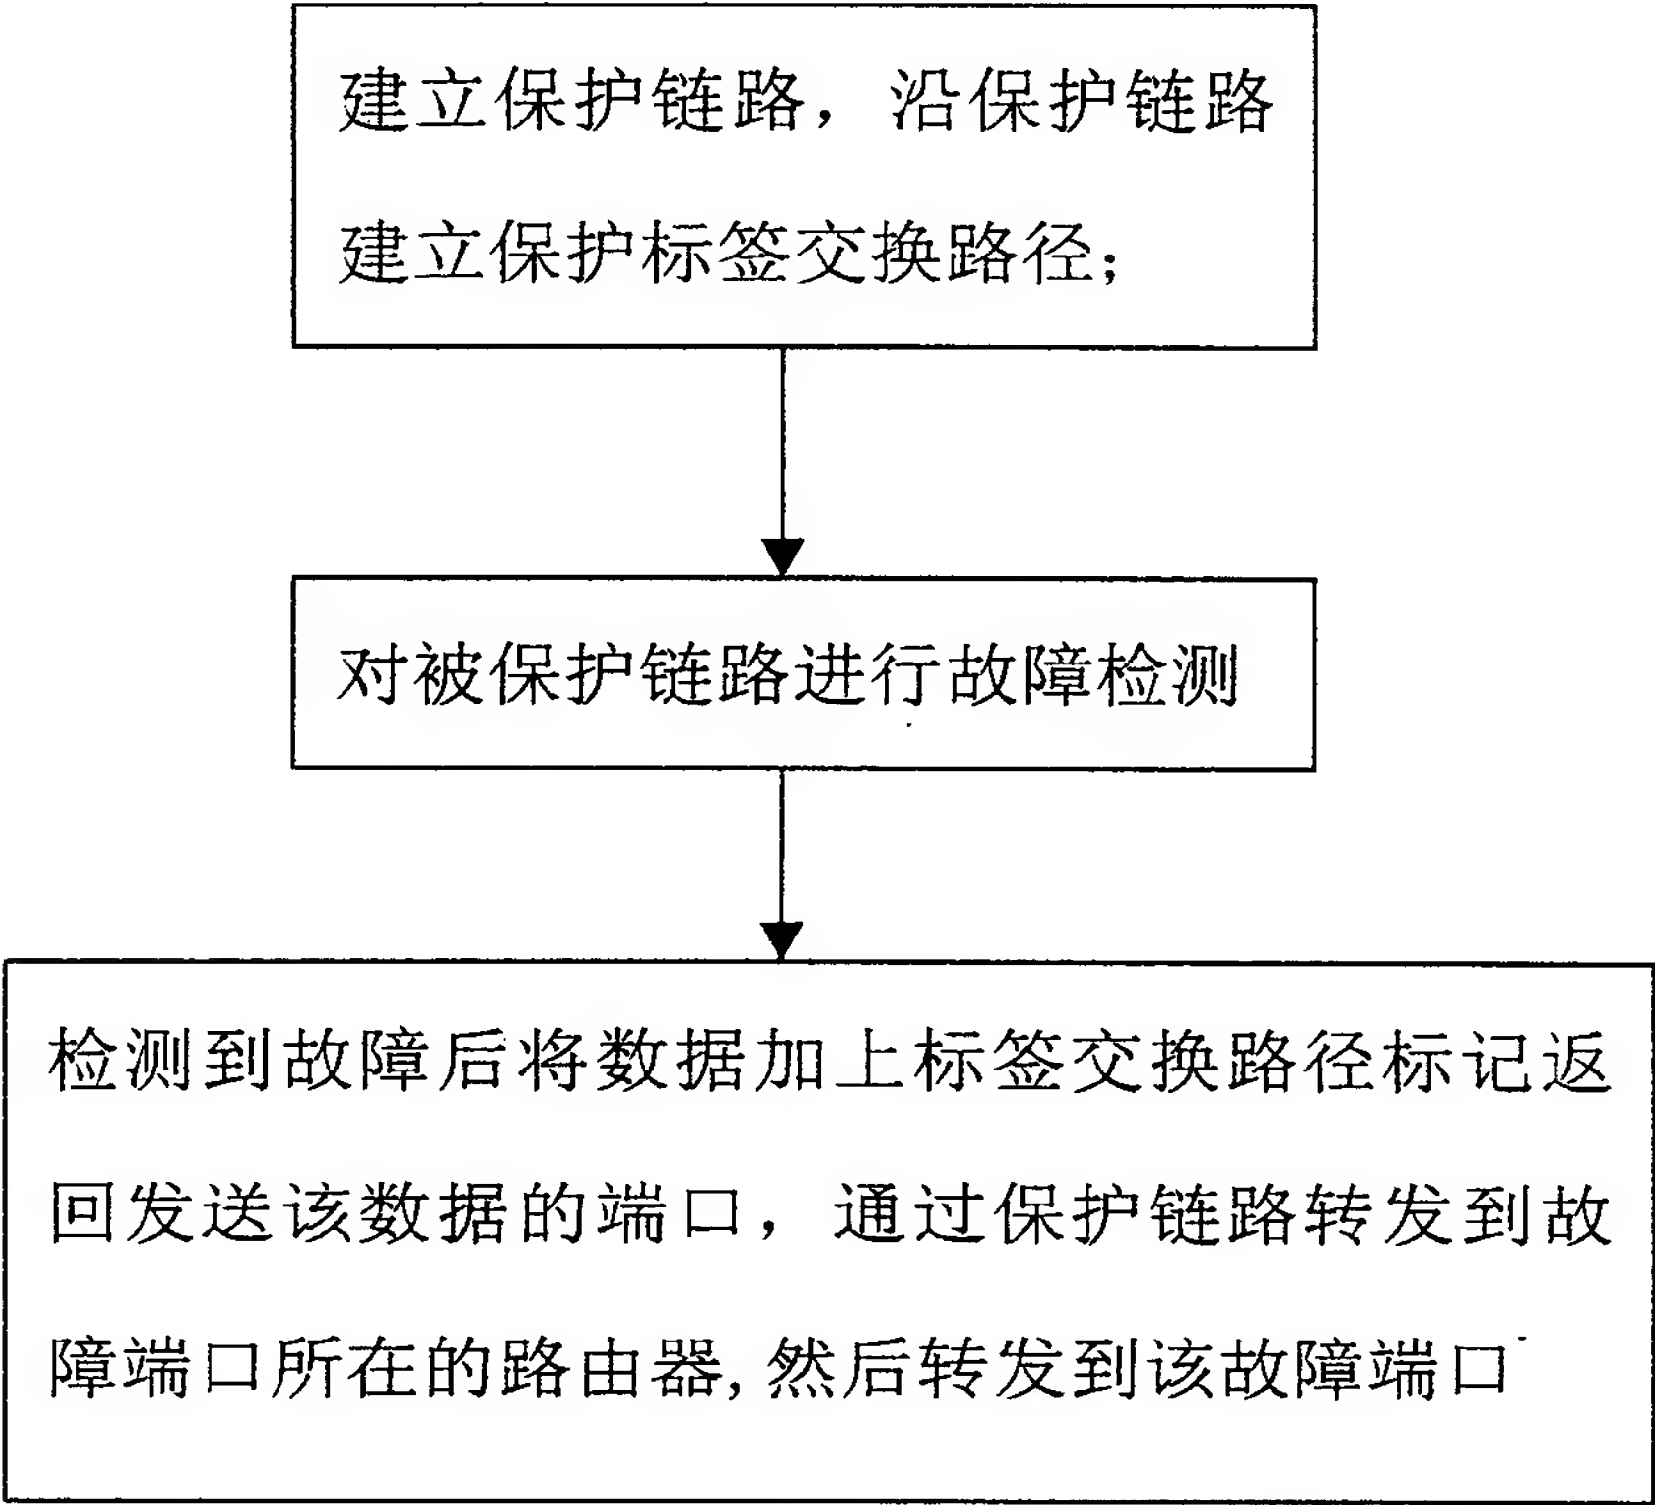 建立保护链路，沿保护链路
建立保护标签交换路径；
对被保护链路进行故障检测
检测到故障后将数据加上标签交换路径标记返
回发送该数据的端口，通过保护链路转发到故
障端口所在的路由器,然后转发到该故障端口